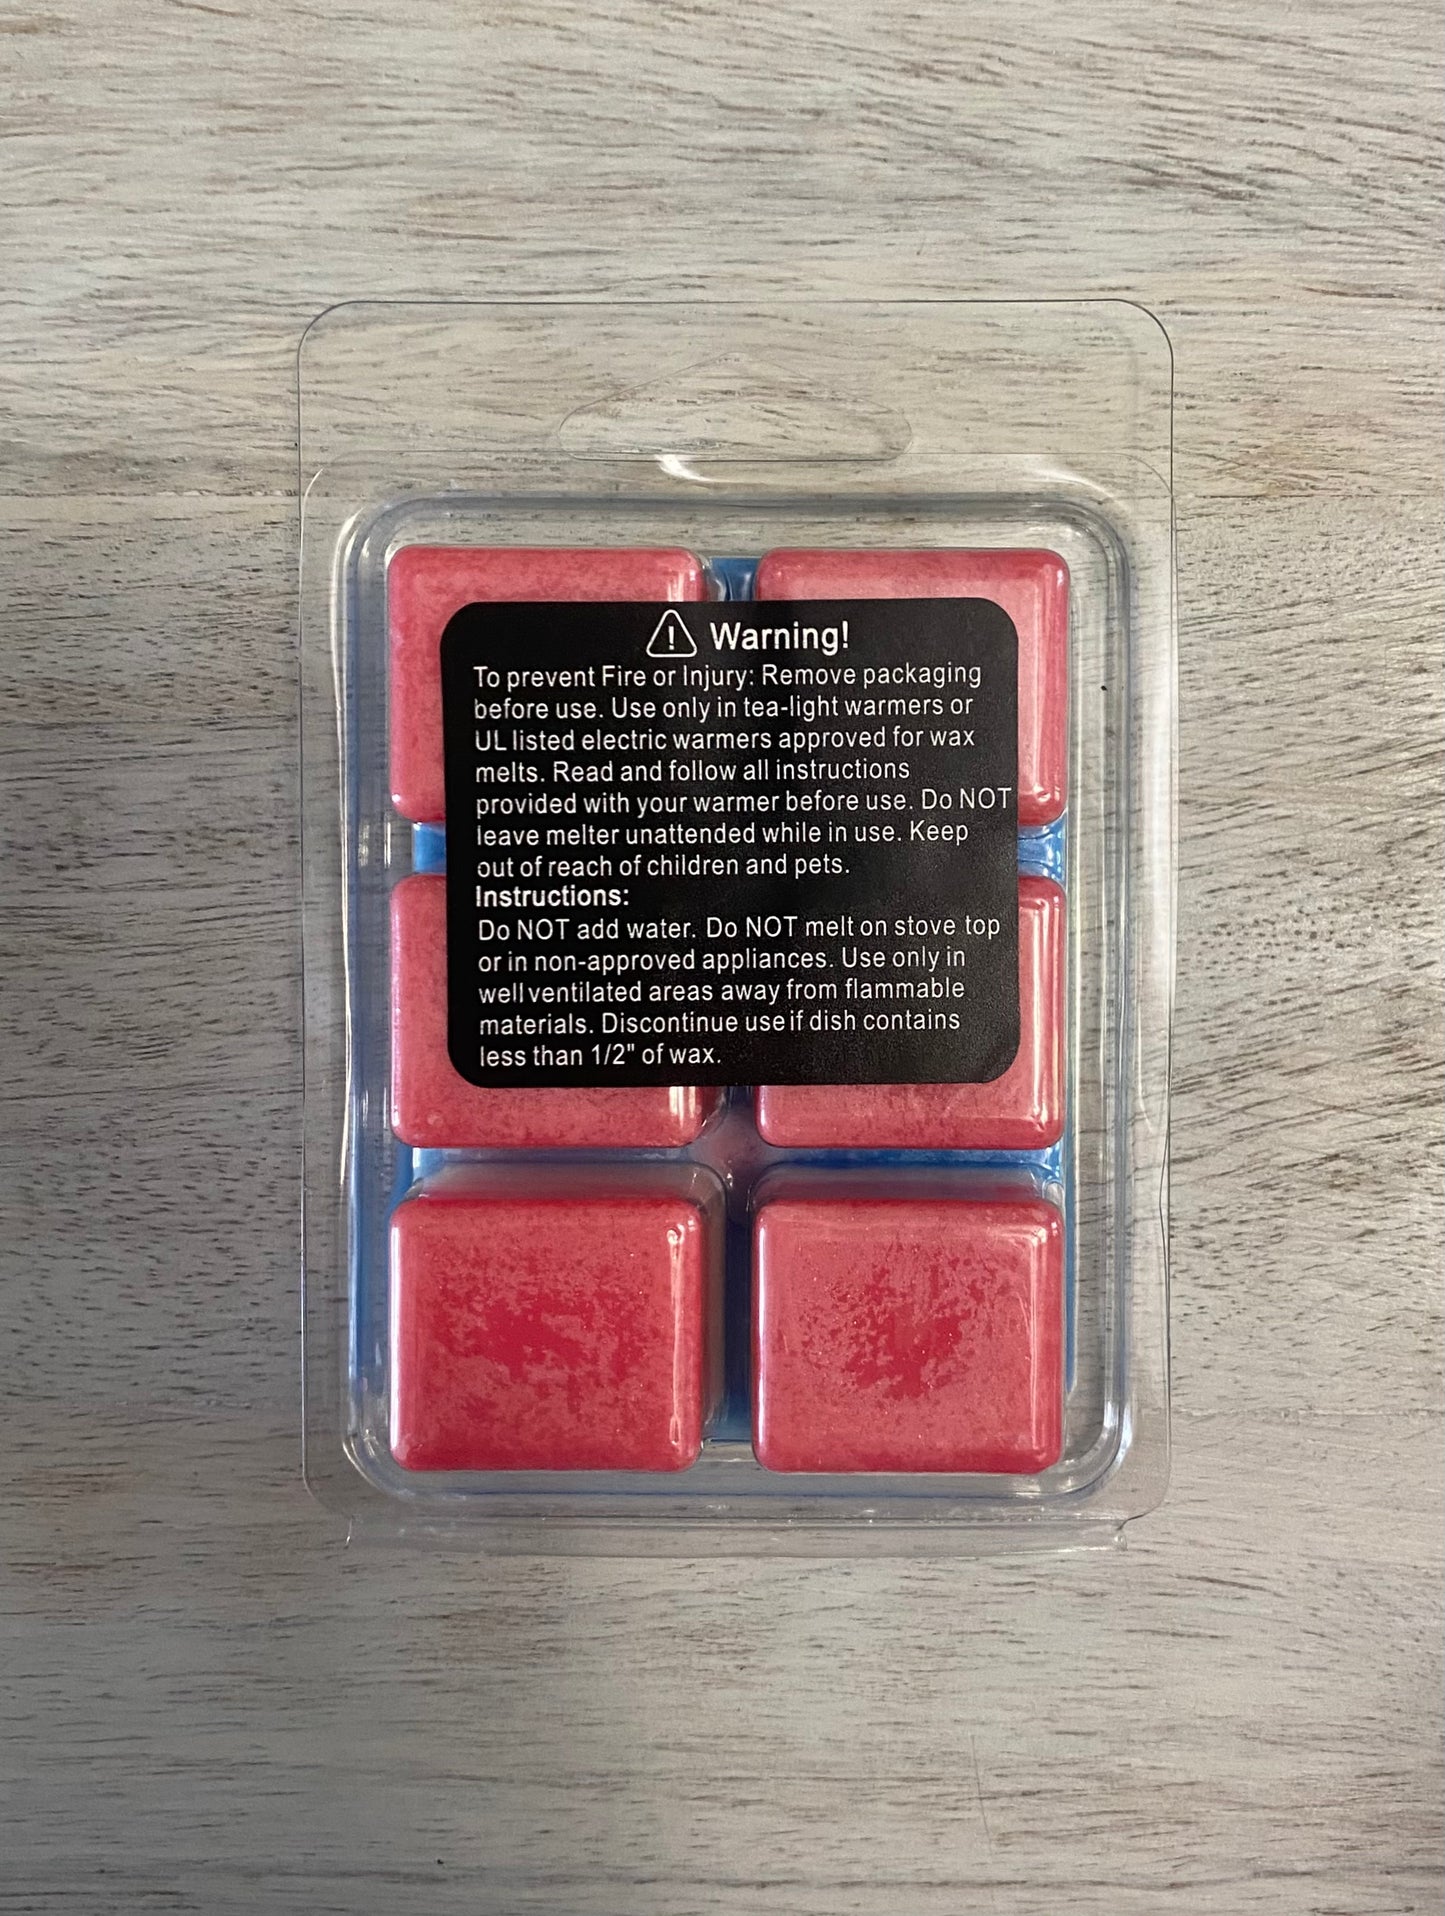 Warning!
To prevent Fire or Injury: Remove packaging
before use. Use only in tea-light warmers or
UL listed electric warmers approved for wax
melts. Read and follow all instructions
provided with your warmer before use. Do NOT
leave melter unattended while in use. Keep
out of reach of children and pets.
Instructions:
Do NOT add water. Do NOT melt on stove top
or in non-approved appliances. Use only in
well ventilated areas away from flammable
materials. Discontinue use if dish contains
less than 1/2" of wax.